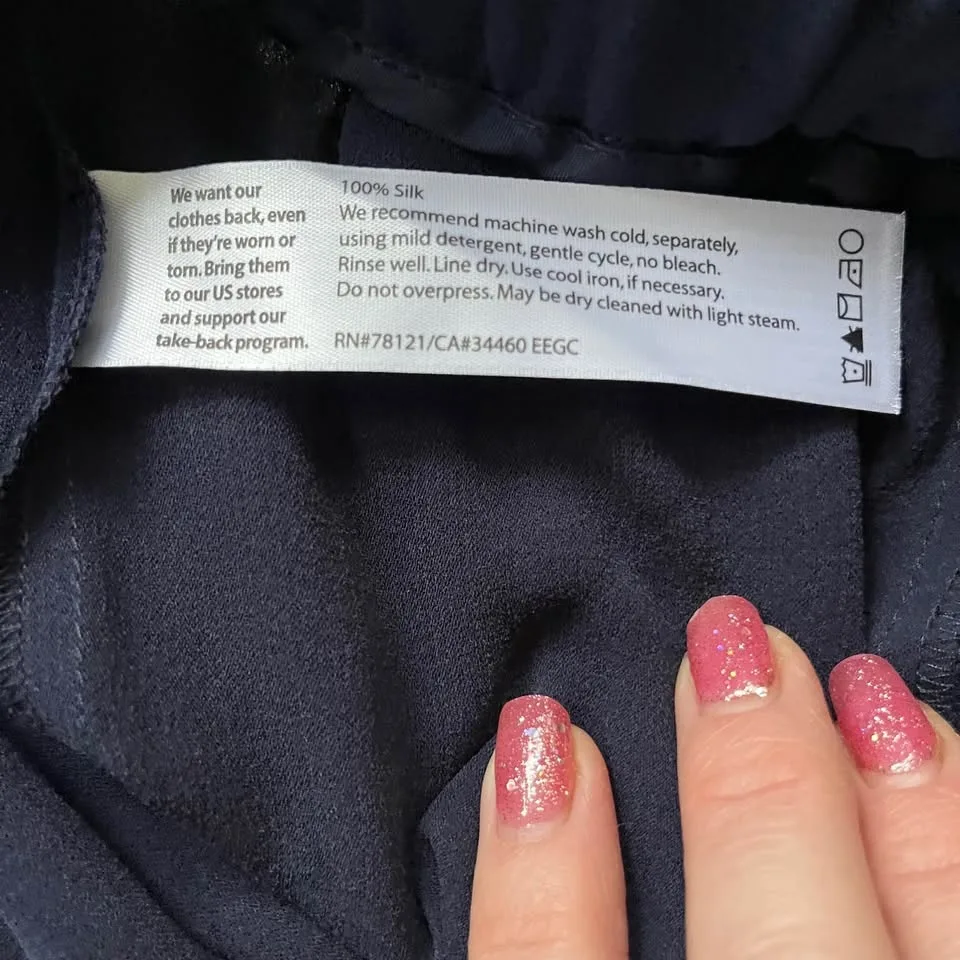 We want our
clothes back, even
if they're worn or
torn. Bring them
to our US stores
and support our
take-back program.
100% Silk
We recommend machine wash cold, separately,
using mild detergent, gentle cycle, no bleach.
Rinse well. Line dry. Use cool iron, if necessary.
Do not overpress. May be dry cleaned with light steam.
RN#78121/CA#34460 EEGC